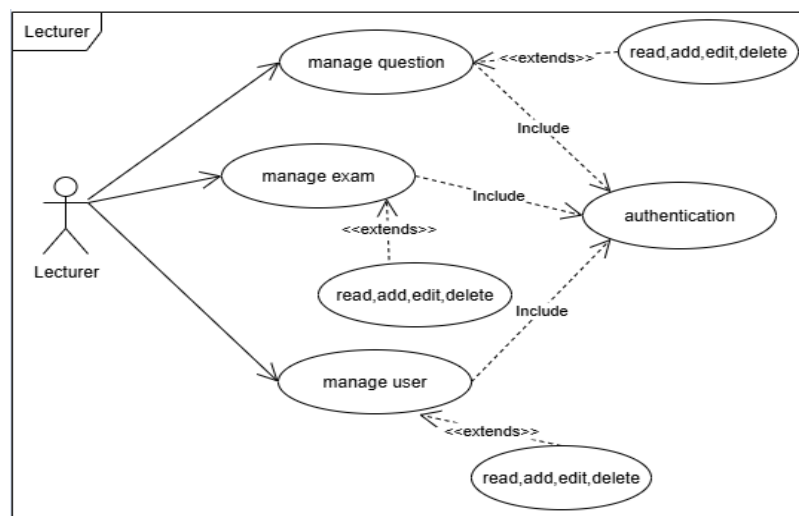 Lecturer
manage question
<<extends>>
read,add,edit,delete
Include
manage exam
Include
authentication
<<extends>>
Lecturer
read,add,edit,delete
Include
manage user
<<extends>>
read,add,edit,delete